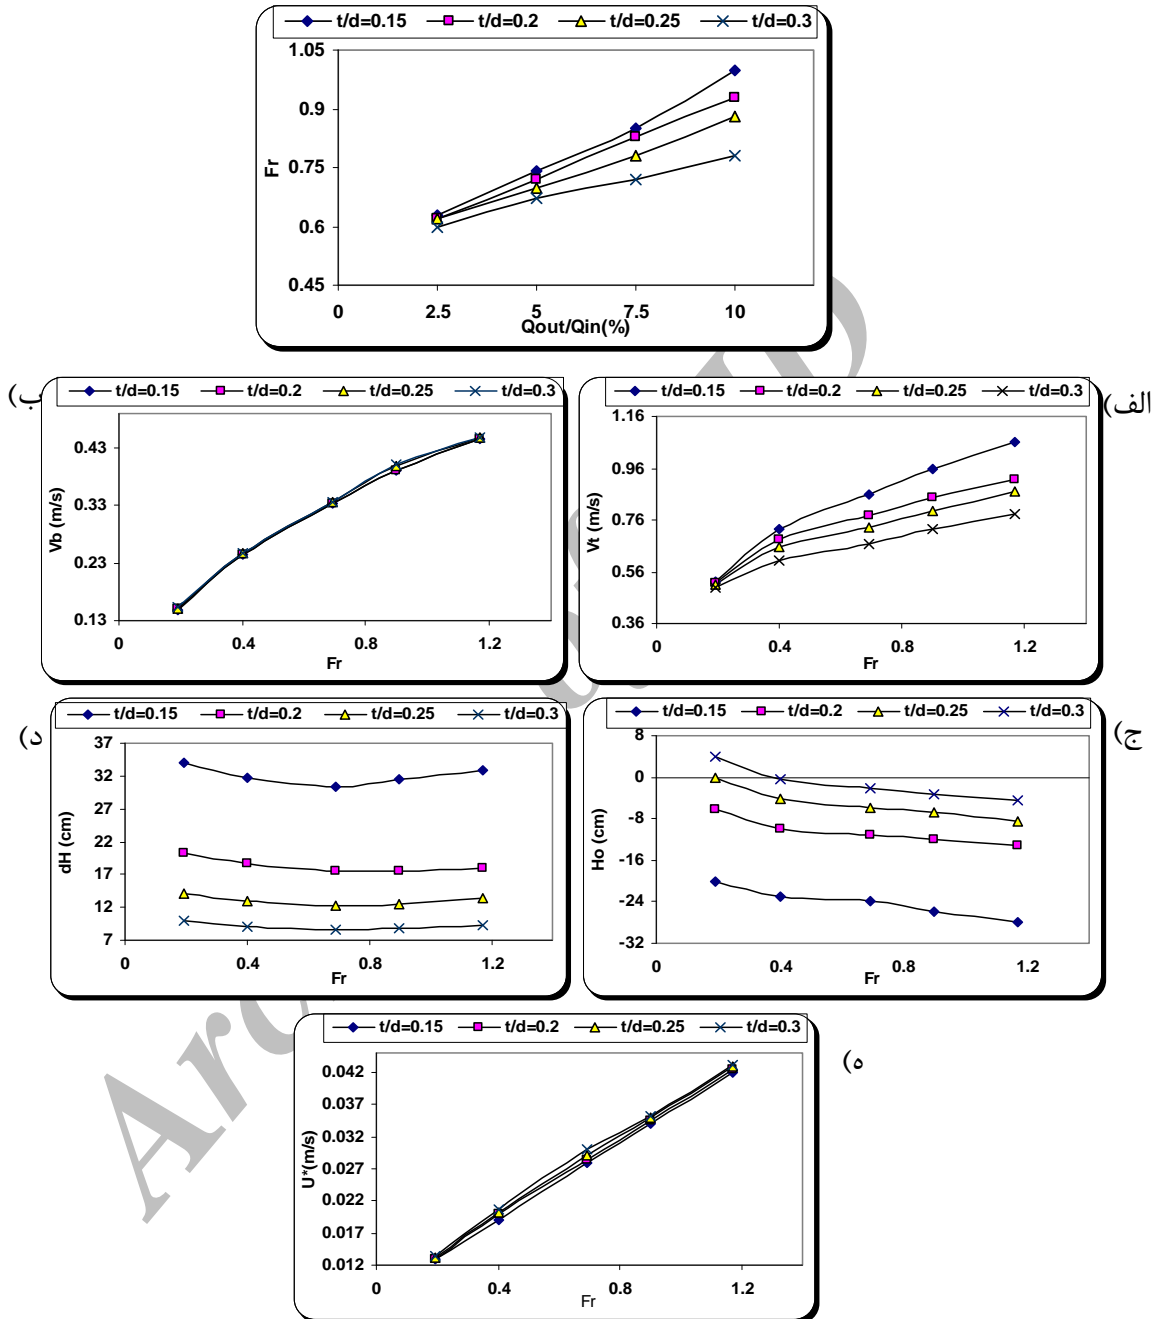 t/d=0.15 t/d=0.2 t/d=0.25 t/d=0.3
1.05
0.9
0.75
0.6
0.45
Fr
0 2.5 5 7.5 10
Qout/Qin(%)
الف)
t/d=0.15 t/d=0.2 t/d=0.25 t/d=0.3
1.16
0.96
0.76
0.56
0.36
Vt (m/s)
0 0.4 0.8 1.2
Fr
ب)
t/d=0.15 t/d=0.2 t/d=0.25 t/d=0.3
0.43
0.33
0.23
0.13
Vb (m/s)
0 0.4 0.8 1.2
Fr
ج)
t/d=0.15 t/d=0.2 t/d=0.25 t/d=0.3
8
0
-8
-16
-24
-32
Ho (cm)
0 0.4 0.8 1.2
Fr
د)
t/d=0.15 t/d=0.2 t/d=0.25 t/d=0.3
37
32
27
22
17
12
7
dH (cm)
0 0.4 0.8 1.2
Fr
ه)
t/d=0.15 t/d=0.2 t/d=0.25 t/d=0.3
0.042
0.037
0.032
0.027
0.022
0.017
0.012
U*(m/s)
0 0.4 0.8 1.2
Fr